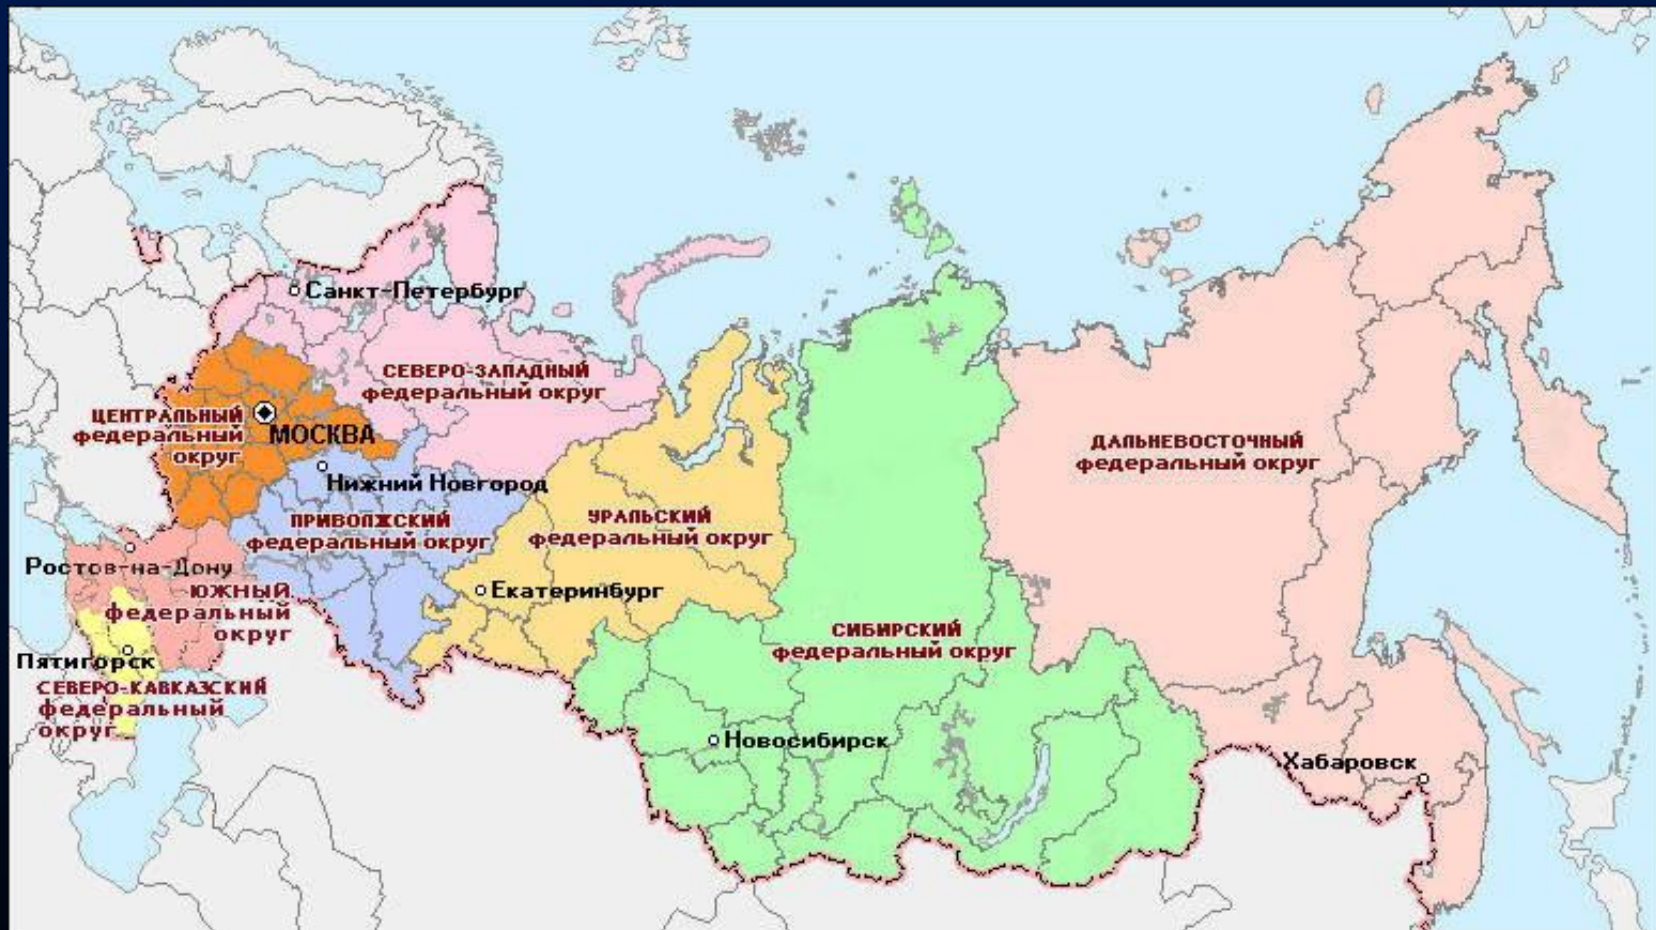 Санкт-Петербург
СЕВЕРО-ЗАПАДНЫЙ
федеральный округ
ЦЕНТРАЛЬНЫЙ
федеральный
округ
МОСКВА
Нижний Новгород
ПРИВОЛЖСКИЙ
федеральный округ
УРАЛЬСКИЙ
федеральный округ
ДАЛЬНЕВОСТОЧНЫЙ
федеральный округ
Ростов-на-Дону
ЮЖНЫЙ
федеральный
округ
Екатеринбург
СИБИРСКИЙ
федеральный округ
Пятигорск
СЕВЕРО-КАВКАЗСКИЙ
федеральный
округ
Новосибирск
Хабаровск